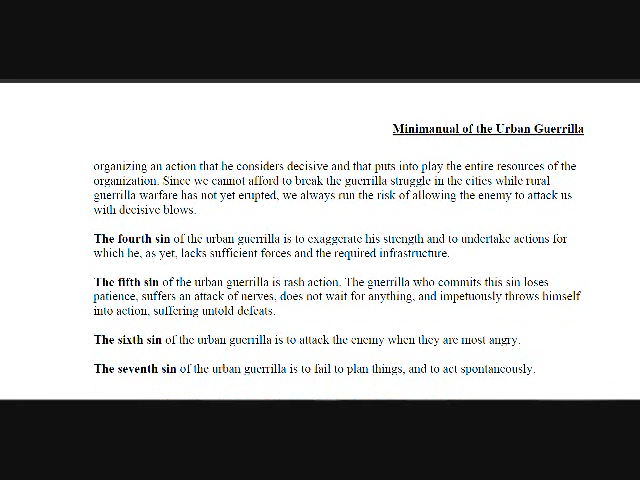 Minimanual of the Urban Guerrilla
organizing an action that he considers decisive and that puts into play the entire resources of the
organization. Since we cannot afford to break the guerrilla struggle in the cities while rural
guerrilla warfare has not yet erupted, we always run the risk of allowing the enemy to attack us
with decisive blows.
The fourth sin of the urban guerrilla is to exaggerate his strength and to undertake actions for
which he, as yet, lacks sufficient forces and the required infrastructure.
The fifth sin of the urban guerrilla is rash action. The guerrilla who commits this sin loses
patience, suffers an attack of nerves, does not wait for anything, and impetuously throws himself
into action, suffering untold defeats.
The sixth sin of the urban guerrilla is to attack the enemy when they are most angry.
The seventh sin of the urban guerrilla is to fail to plan things, and to act spontaneously.